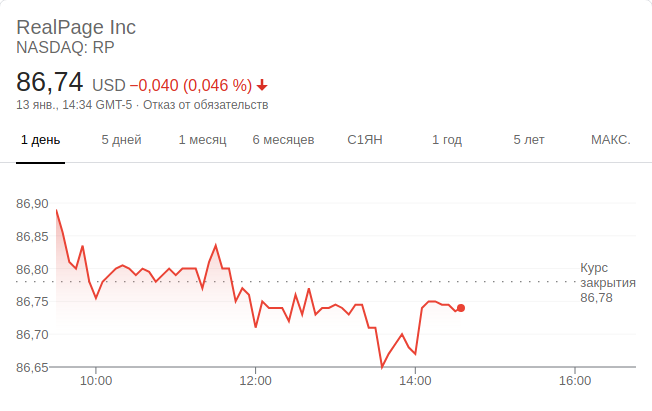 RealPage Inc
NASDAQ: RP
86,74 USD −0,040 (0,046 %)
13 янв., 14:34 GMT-5 · Отказ от обязательств
1 день 5 дней 1 месяц 6 месяцев С1ЯН 1 год 5 лет МАКС.
86,90
86,85
86,80
86,75
86,70
86,65
Курс
закрытия
86,78
10:00 12:00 14:00 16:00